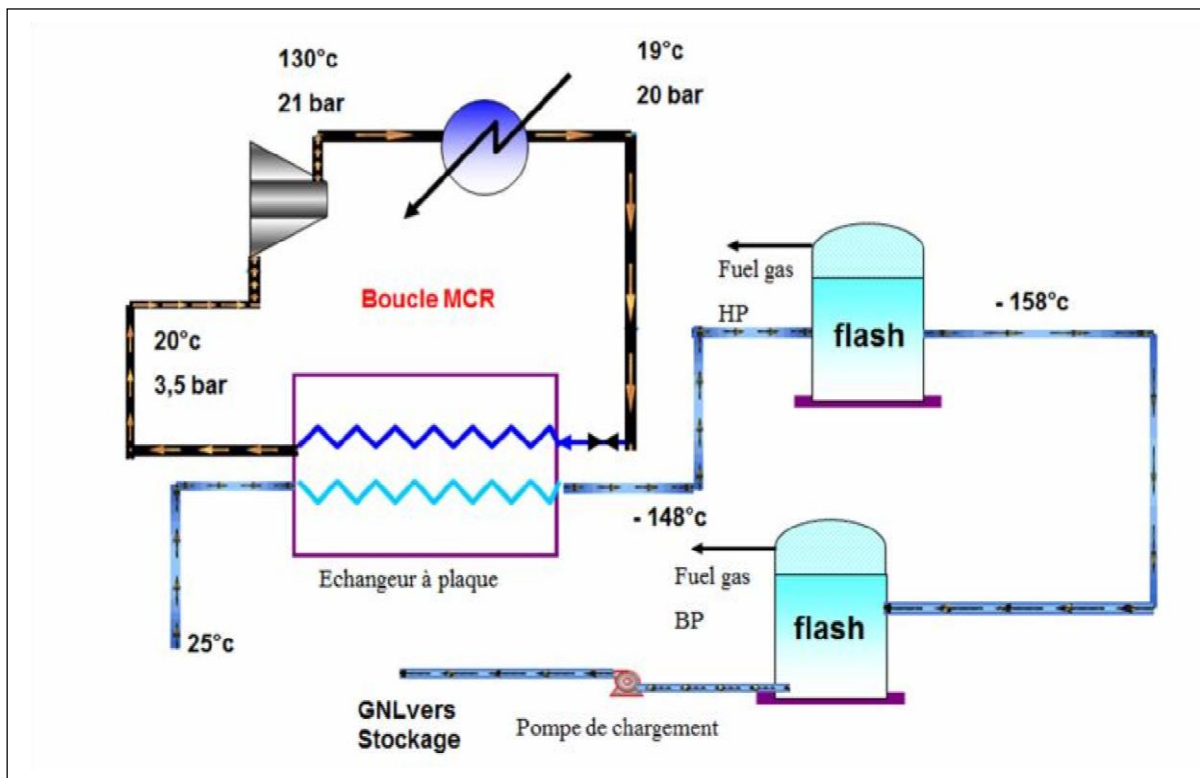 130°c
21 bar
19°c
20 bar
Fuel gas
HP
flash
- 158°c
Boucle MCR
20°c
3,5 bar
- 148°c
Echangeur à plaque
25°c
Fuel gas
BP
flash
GNLvers
Stockage
Pompe de chargement